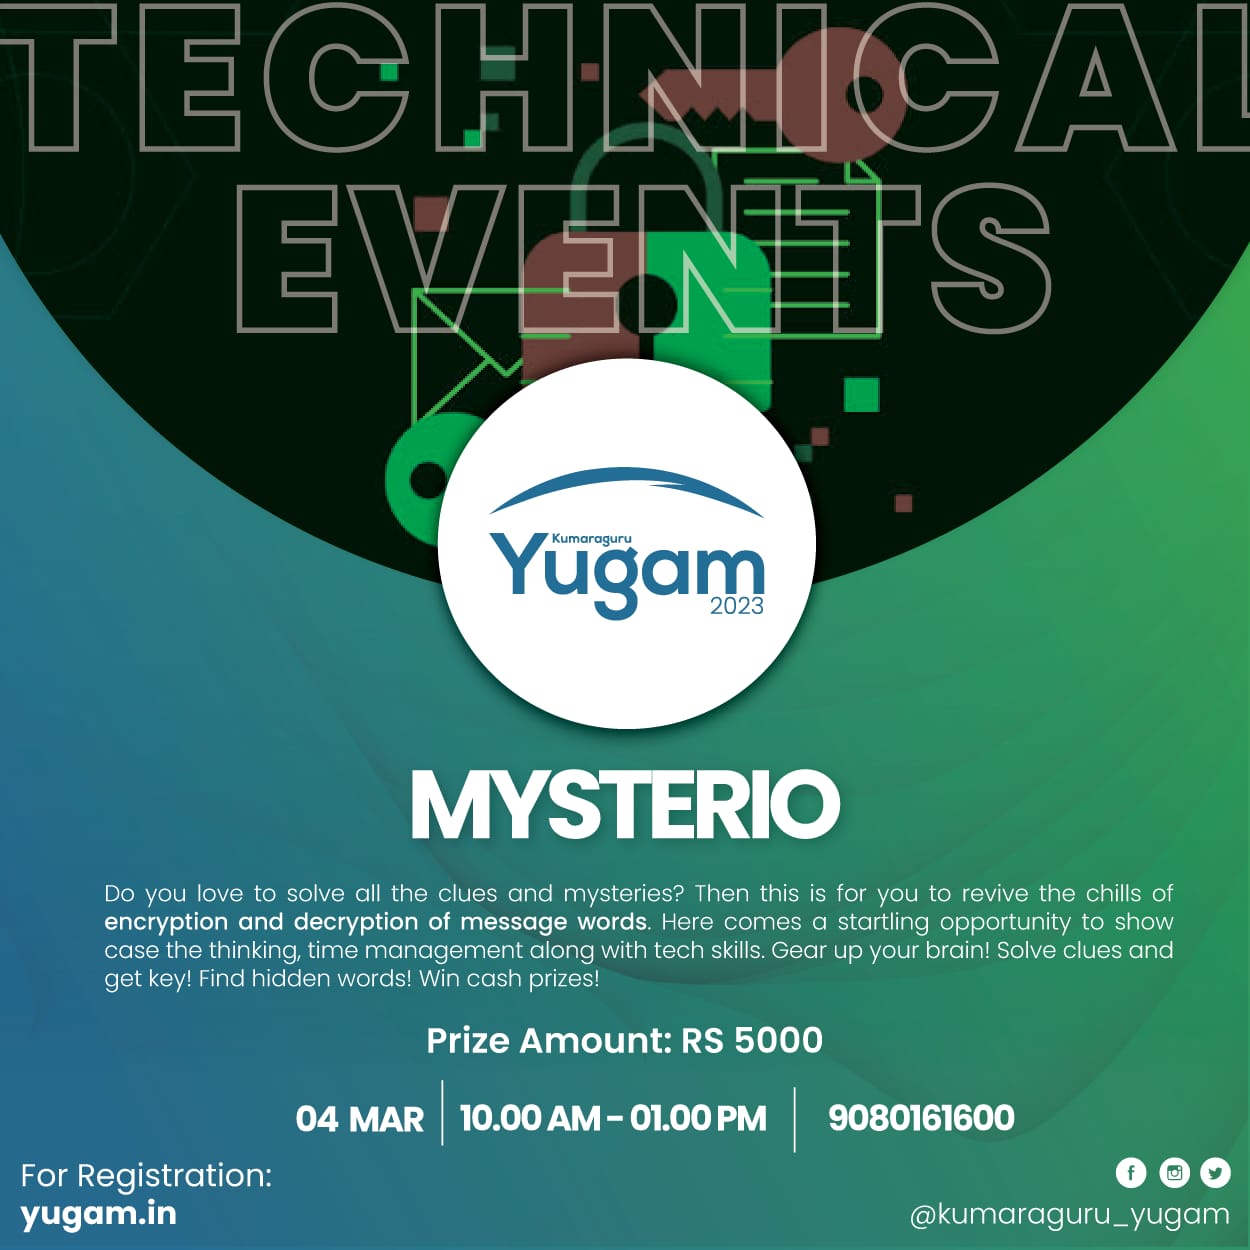 TECHNICAL
EVENTS
Kumaraguru
Yugam
2023
MYSTERIO
Do you love to solve all the clues and mysteries? Then this is for you to revive the chills of
encryption and decryption of message words. Here comes a startling opportunity to show
case the thinking, time management along with tech skills. Gear up your brain! Solve clues and
get key! Find hidden words! Win cash prizes!
Prize Amount: RS 5000
04 MAR 10.00 AM - 01.00 PM 9080161600
For Registration:
yugam.in
@kumaraguru_yugam